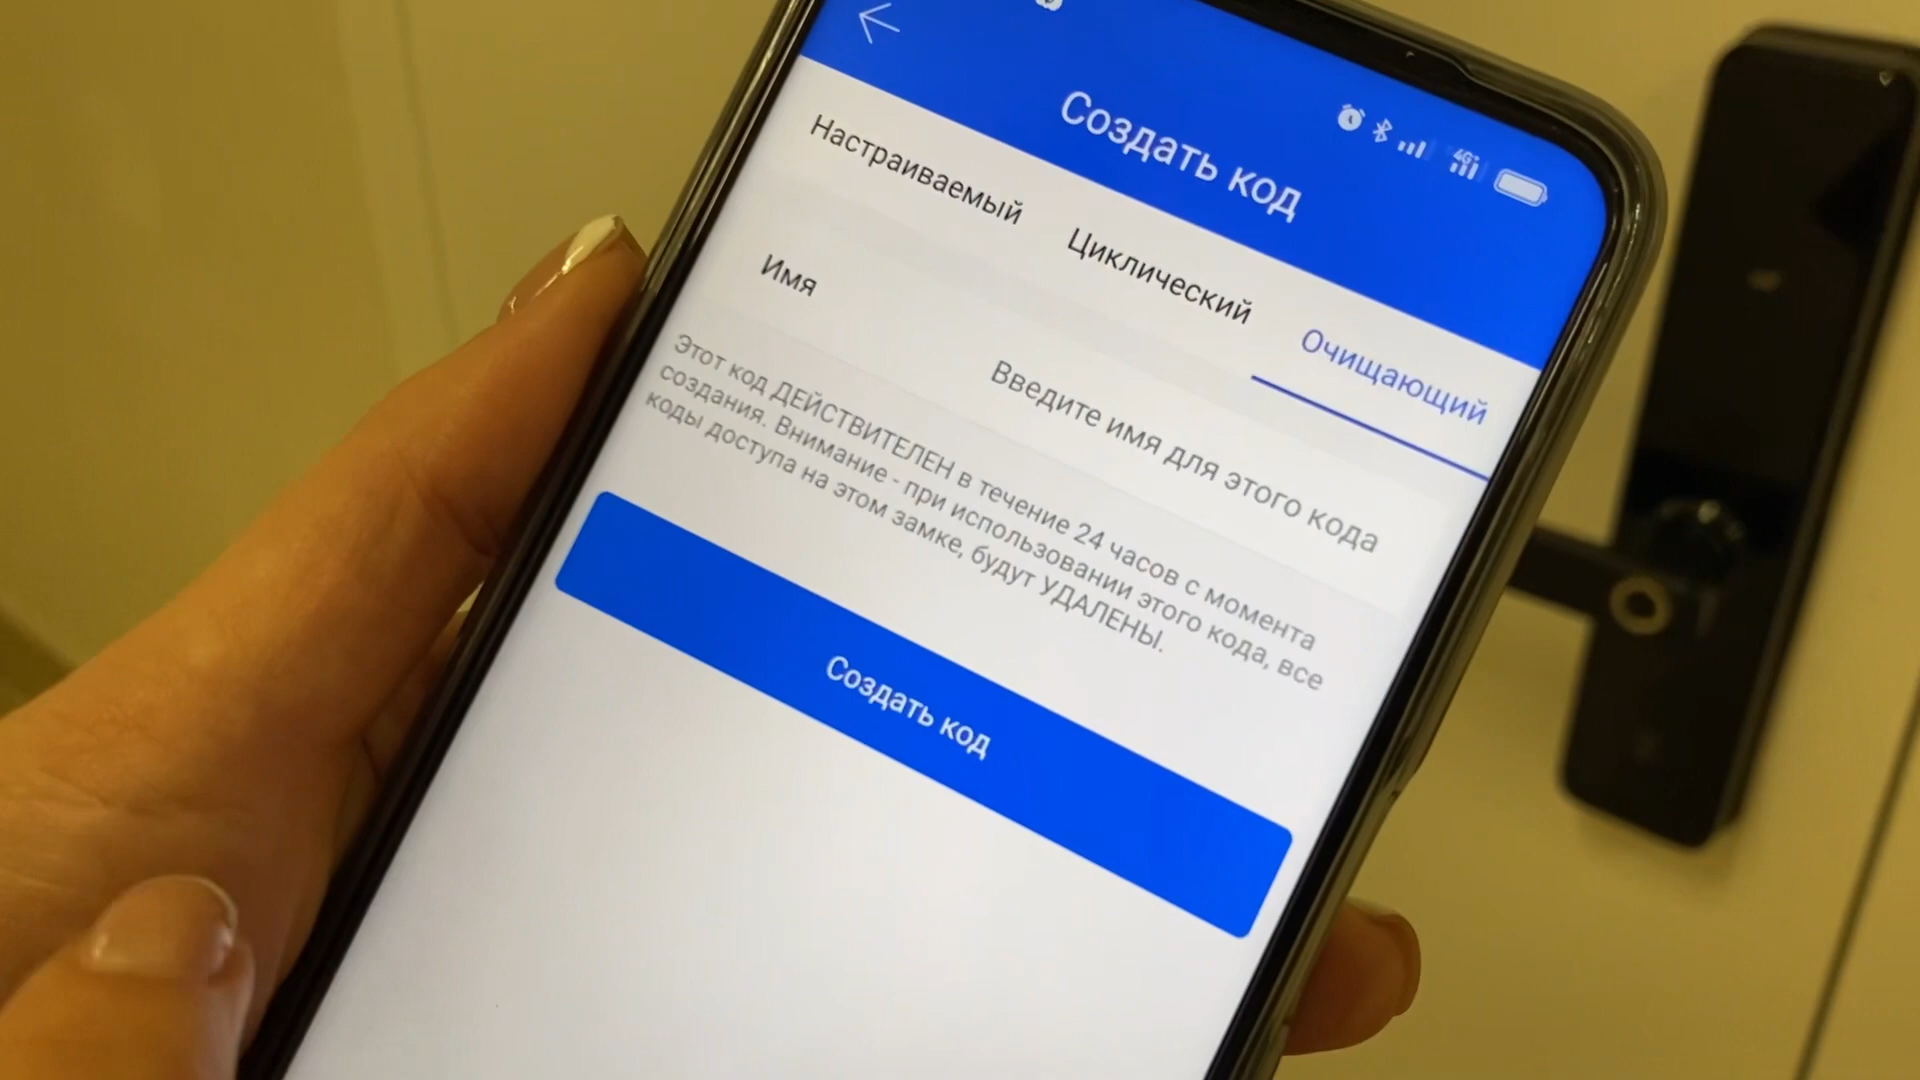 Создать код
4G+
Настраиваемый
Циклический
Очищающий
Имя
Введите имя для этого кода
Этот код ДЕЙСТВИТЕЛЕН в течение 24 часов с момента
создания. Внимание - при использовании этого кода, все
коды доступа на этом замке, будут УДАЛЕНЫ.
Создать код